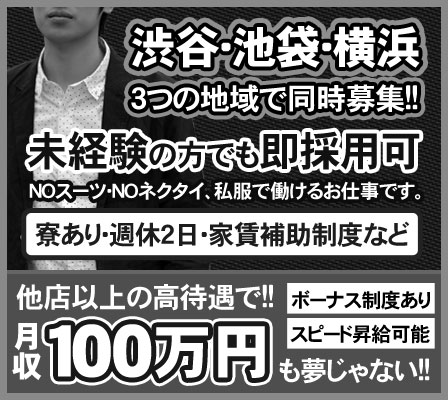 渋谷・池袋・横浜
3つの地域で同時募集!!
未経験の方でも即採用可
NOスーツ・NOネクタイ、私服で働けるお仕事です。
寮あり・週休2日・家賃補助制度など
他店以上の高待遇で!!
ボーナス制度あり
スピード昇給可能
月収100万円も夢じゃない!!